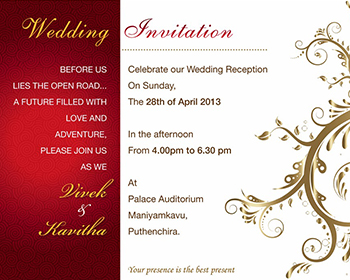 Wedding Invitation
BEFORE US
LIES THE OPEN ROAD...
A FUTURE FILLED WITH
LOVE AND
ADVENTURE,
PLEASE JOIN US
AS WE
Vivek
&
Kavitha
Celebrate our Wedding Reception
On Sunday,
The 28th of April 2013
In the afternoon
From 4.00pm to 6.30 pm
At
Palace Auditorium
Maniyamkavu,
Puthenchira.
Your presence is the best present